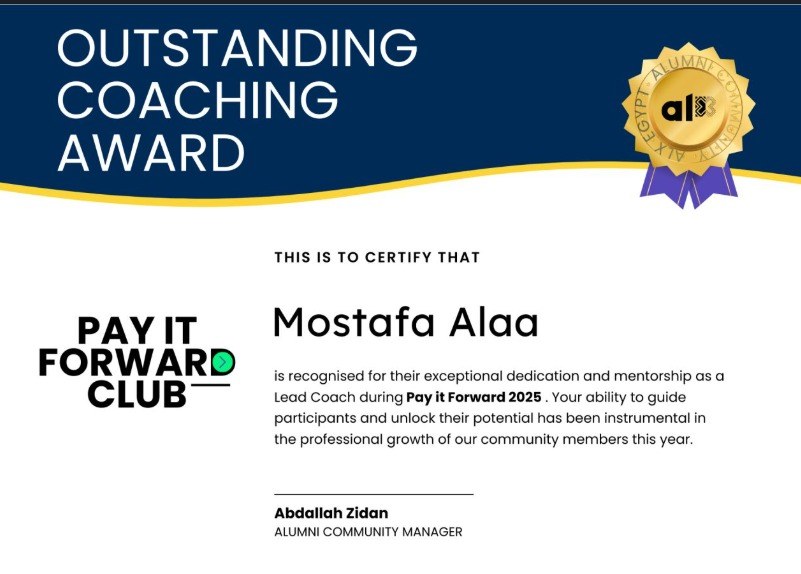 OUTSTANDING
COACHING
AWARD
ALX EGYPT · ALUMNI COMMUNITY
alx
THIS IS TO CERTIFY THAT
Mostafa Alaa
PAY IT
FORWARD
CLUB
is recognised for their exceptional dedication and mentorship as a
Lead Coach during Pay it Forward 2025 . Your ability to guide
participants and unlock their potential has been instrumental in
the professional growth of our community members this year.
Abdallah Zidan
ALUMNI COMMUNITY MANAGER